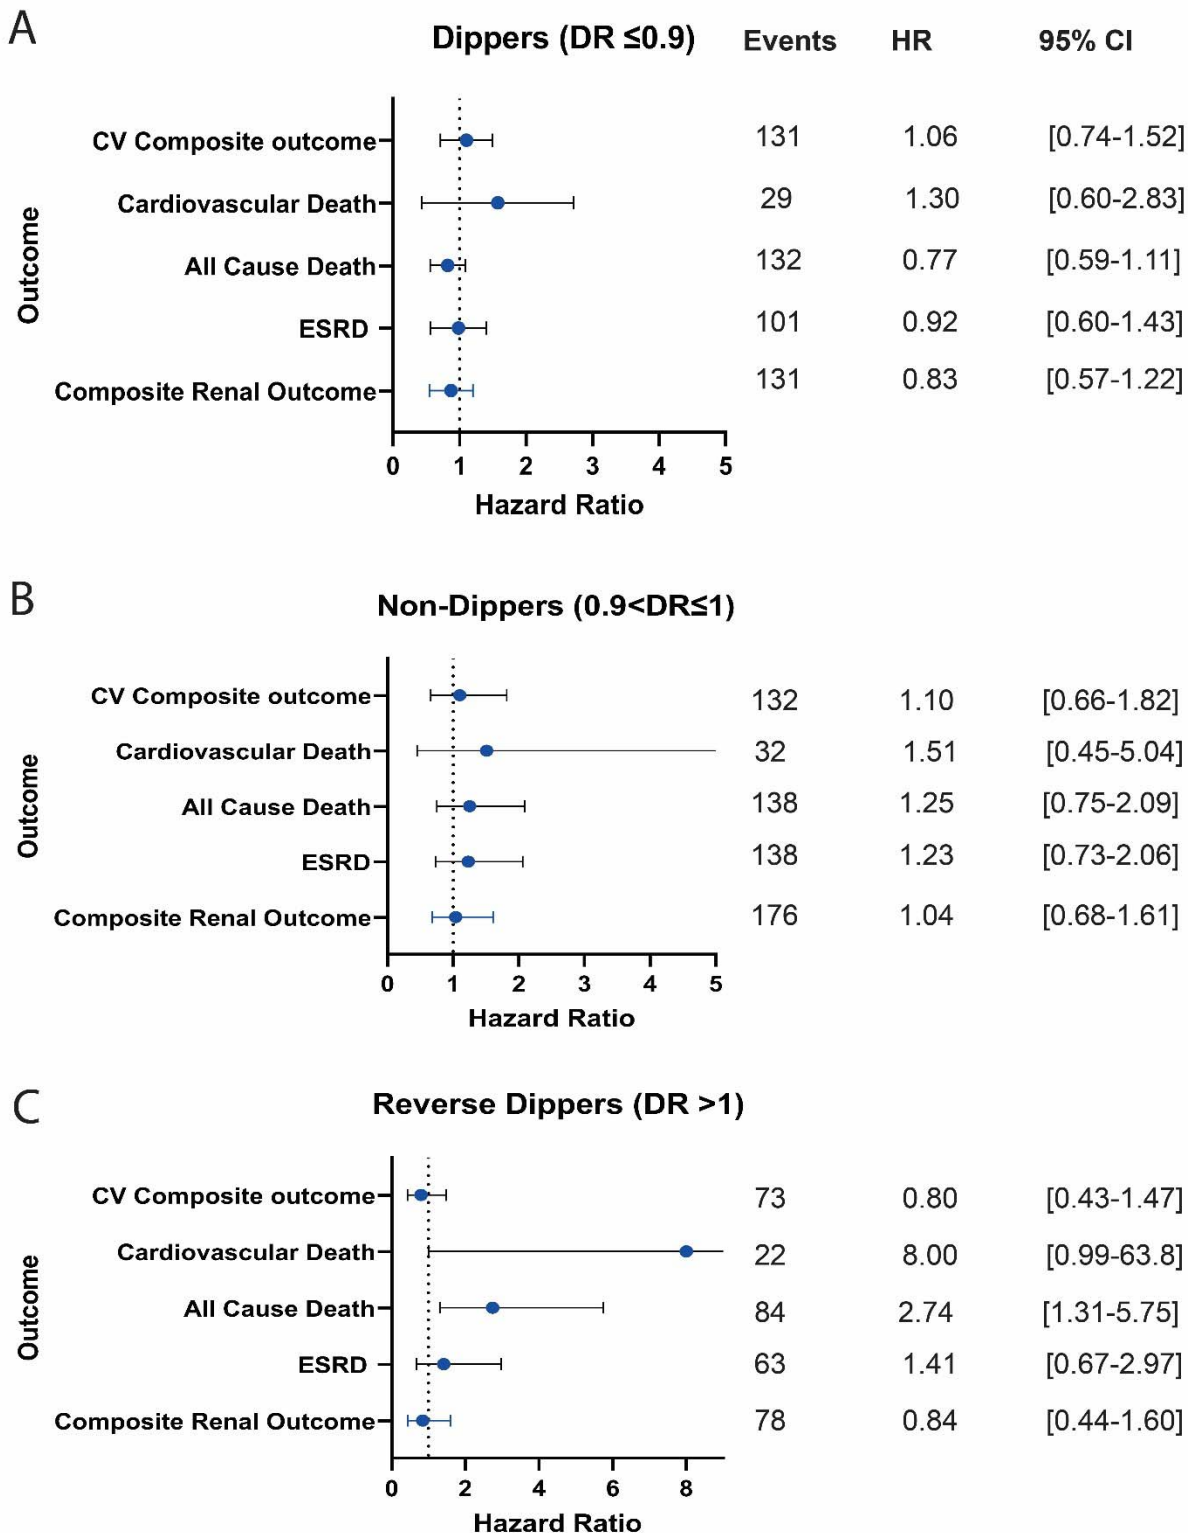 A
Dippers (DR ≤0.9) Events HR 95% CI
CV Composite outcome 131 1.06 [0.74-1.52]
Cardiovascular Death 29 1.30 [0.60-2.83]
All Cause Death 132 0.77 [0.59-1.11]
ESRD 101 0.92 [0.60-1.43]
Composite Renal Outcome 131 0.83 [0.57-1.22]
Outcome
0 1 2 3 4 5
Hazard Ratio
B
Non-Dippers (0.9<DR≤1)
CV Composite outcome 132 1.10 [0.66-1.82]
Cardiovascular Death 32 1.51 [0.45-5.04]
All Cause Death 138 1.25 [0.75-2.09]
ESRD 138 1.23 [0.73-2.06]
Composite Renal Outcome 176 1.04 [0.68-1.61]
Outcome
0 1 2 3 4 5
Hazard Ratio
C
Reverse Dippers (DR >1)
CV Composite outcome 73 0.80 [0.43-1.47]
Cardiovascular Death 22 8.00 [0.99-63.8]
All Cause Death 84 2.74 [1.31-5.75]
ESRD 63 1.41 [0.67-2.97]
Composite Renal Outcome 78 0.84 [0.44-1.60]
Outcome
0 2 4 6 8
Hazard Ratio